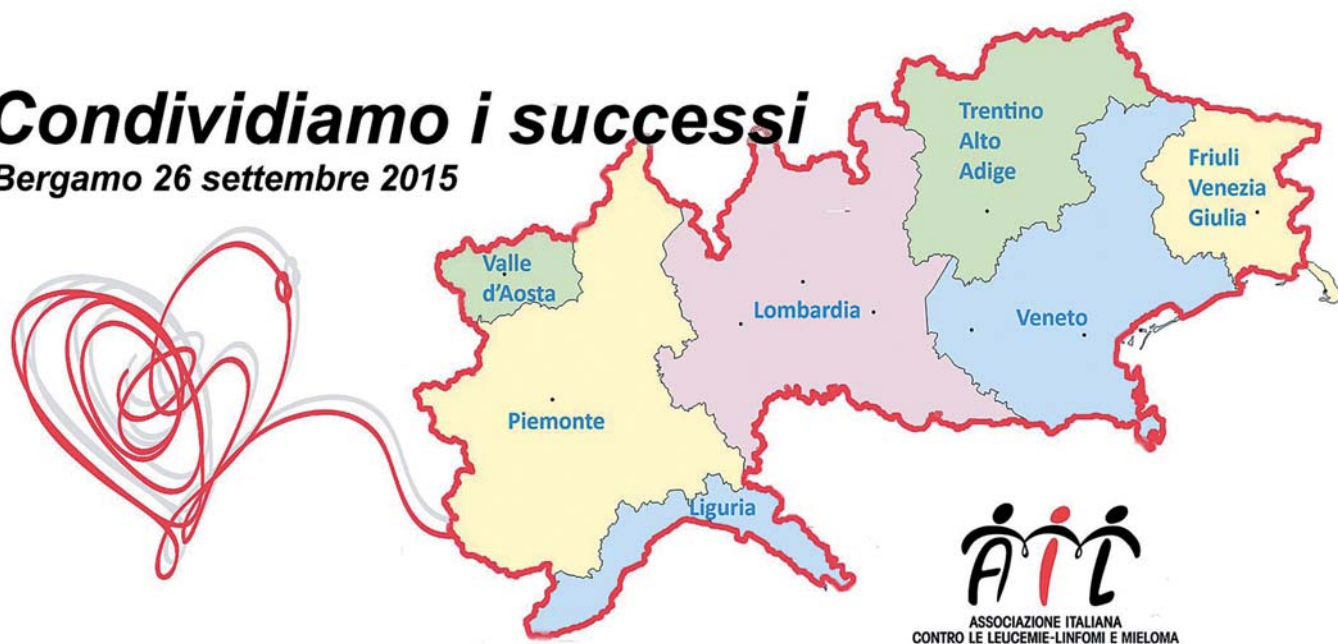 Condividiamo i successi
Bergamo 26 settembre 2015
Trentino
Alto
Adige
Friuli
Venezia
Giulia
Valle
d'Aosta
Lombardia
Veneto
Piemonte
Liguria
AIL
ASSOCIAZIONE ITALIANA
CONTRO LE LEUCEMIE-LINFOMI E MIELOMA